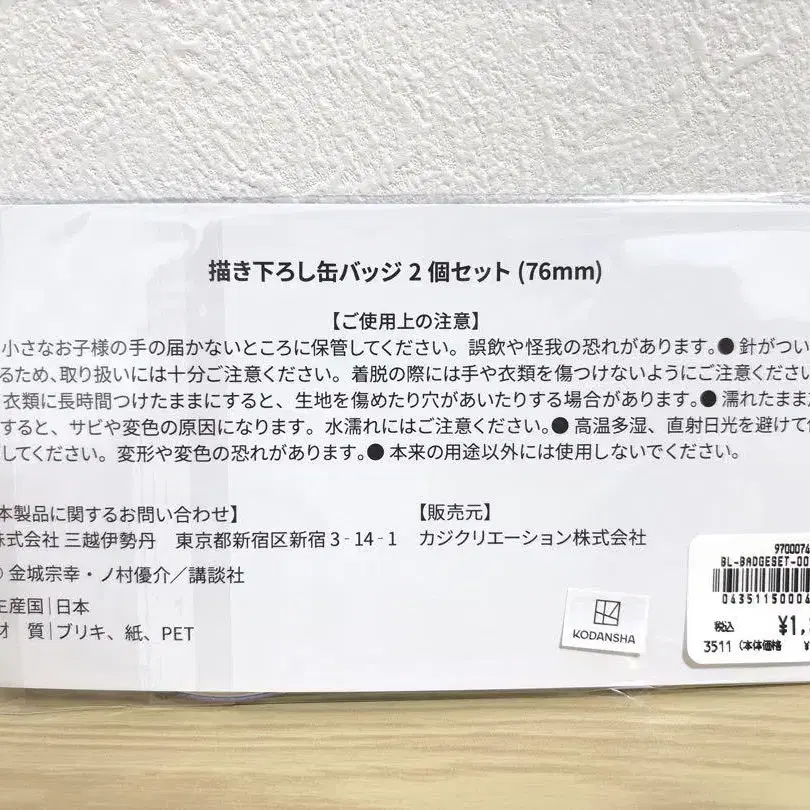 描き下ろし缶バッジ 2 個セット (76mm)
【ご使用上の注意】
小さなお子様の手の届かないところに保管してください。誤飲や怪我の恐れがあります。● 針がつい
るため、取り扱いには十分ご注意ください。着脱の際には手や衣類を傷つけないようにご注意くださ
衣類に長時間つけたままにすると、生地を傷めたり穴があいたりする場合があります。● 濡れたまま
すると、サビや変色の原因になります。水濡れにはご注意ください。● 高温多湿、直射日光を避けて
してください。変形や変色の恐れがあります。● 本来の用途以外には使用しないでください。
本製品に関するお問い合わせ】
株式会社 三越伊勢丹 東京都新宿区新宿 3‐14‐1
【販売元】
カジクリエーション株式会社
© 金城宗幸・ノ村優介／講談社
生産国|日本
材 質|ブリキ、紙、PET
KODANSHA
9700074
BL-BADGESET-00
0435115000
税込 ¥1,
3511 (本体価格 ¥